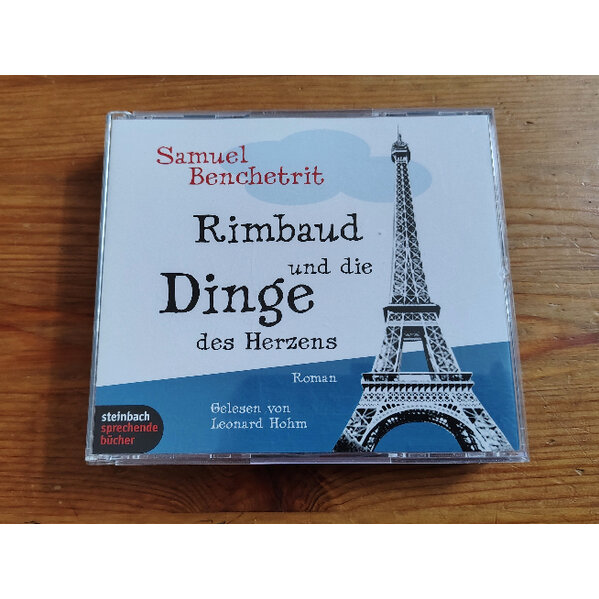 Samuel
Benchetrit
Rimbaud
und die
Dinge
des Herzens
Roman
Gelesen von
Leonard Hohm
steinbach
sprechende
bücher